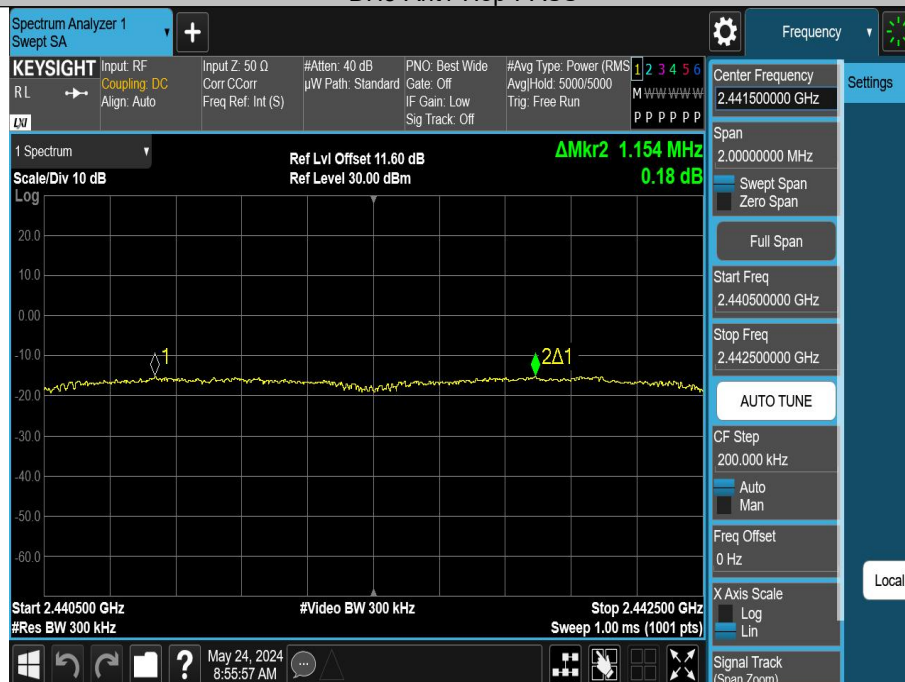 Spectrum Analyzer 1
Swept SA
+
Frequency
KEYSIGHT
RL
LXI
Input: RF
Coupling: DC
Align: Auto
Input Z: 50 Ω
Corr CCorr
Freq Ref: Int (S)
#Atten: 40 dB
µW Path: Standard
PNO: Best Wide
Gate: Off
IF Gain: Low
Sig Track: Off
#Avg Type: Power (RMS
Avg|Hold: 5000/5000
Trig: Free Run
1 2 3 4 5 6
M W W W W W
P P P P P P
1 Spectrum
Scale/Div 10 dB
Log
Ref Lvl Offset 11.60 dB
Ref Level 30.00 dBm
ΔMkr2 1.154 MHz
0.18 dB
20.0
10.0
0.00
-10.0
-20.0
-30.0
-40.0
-50.0
-60.0
1
2Δ1
Start 2.440500 GHz
#Res BW 300 kHz
#Video BW 300 kHz
Stop 2.442500 GHz
Sweep 1.00 ms (1001 pts)
?
May 24, 2024
8:55:57 AM
Center Frequency
2.441500000 GHz
Span
2.00000000 MHz
Swept Span
Zero Span
Full Span
Start Freq
2.440500000 GHz
Stop Freq
2.442500000 GHz
AUTO TUNE
CF Step
200.000 kHz
Auto
Man
Freq Offset
0 Hz
X Axis Scale
Log
Lin
Signal Track
(Span Zoom)
Settings
Local